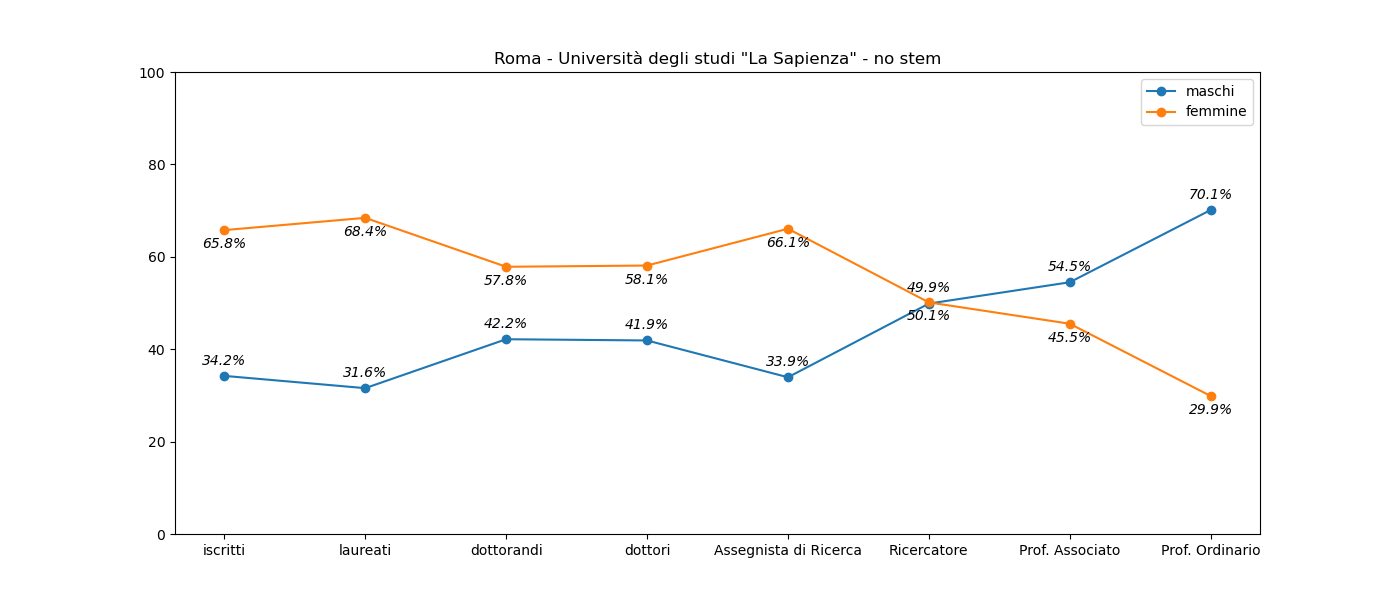 Roma - Università degli studi "La Sapienza" - no stem
100
80
60
40
20
0
maschi
femmine
65.8%
68.4%
57.8%
58.1%
66.1%
49.9%
50.1%
54.5%
45.5%
70.1%
29.9%
34.2%
31.6%
42.2%
41.9%
33.9%
iscritti
laureati
dottorandi
dottori
Assegnista di Ricerca
Ricercatore
Prof. Associato
Prof. Ordinario